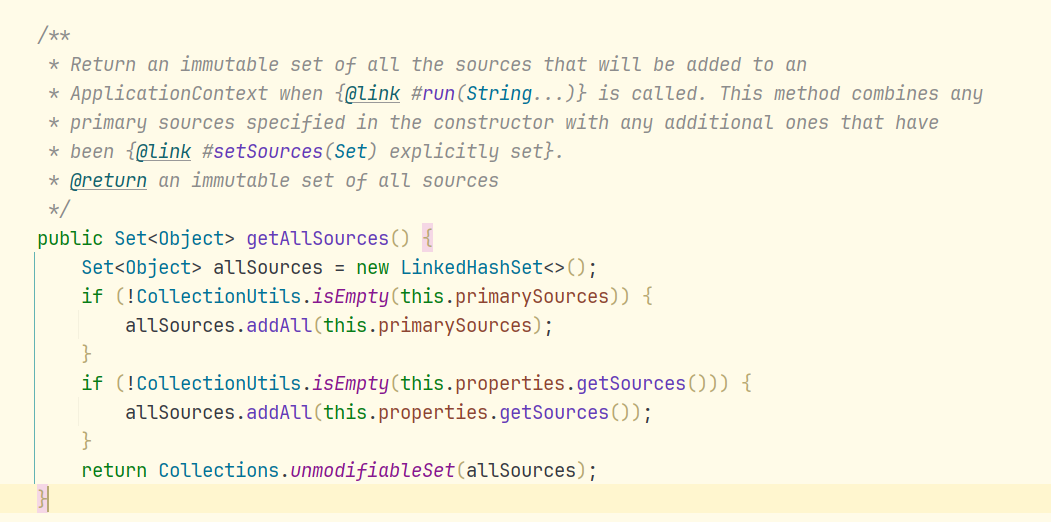 /**
 * Return an immutable set of all the sources that will be added to an
 * ApplicationContext when {@link #run(String...)} is called. This method combines any
 * primary sources specified in the constructor with any additional ones that have
 * been {@link #setSources(Set) explicitly set}.
 * @return an immutable set of all sources
 */
public Set<Object> getAllSources() {
    Set<Object> allSources = new LinkedHashSet<>();
    if (!CollectionUtils.isEmpty(this.primarySources)) {
        allSources.addAll(this.primarySources);
    }
    if (!CollectionUtils.isEmpty(this.properties.getSources())) {
        allSources.addAll(this.properties.getSources());
    }
    return Collections.unmodifiableSet(allSources);
}